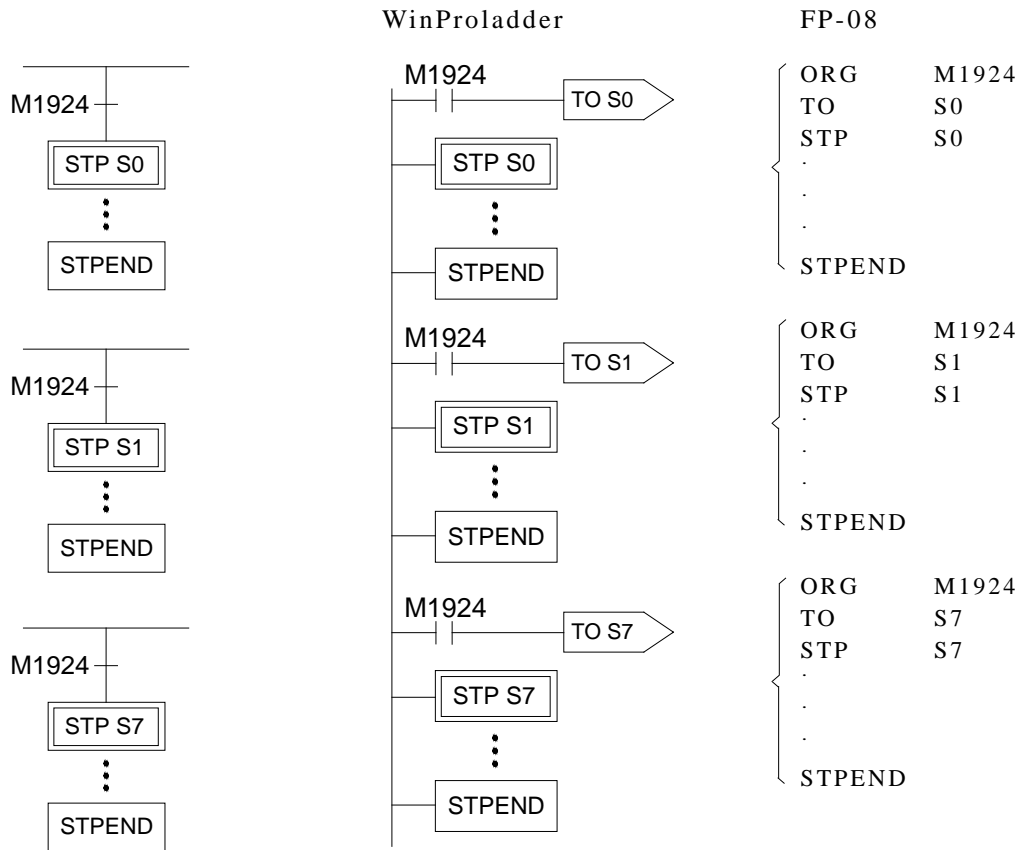 WinProladder FP-08
M1924
STP S0
STPEND
M1924
STP S1
STPEND
M1924
STP S7
STPEND
M1924
TO S0
STP S0
STPEND
M1924
TO S1
STP S1
STPEND
M1924
TO S7
STP S7
STPEND
ORG M1924
TO S0
STP S0
.
.
.
STPEND
ORG M1924
TO S1
STP S1
.
.
.
STPEND
ORG M1924
TO S7
STP S7
.
.
.
STPEND